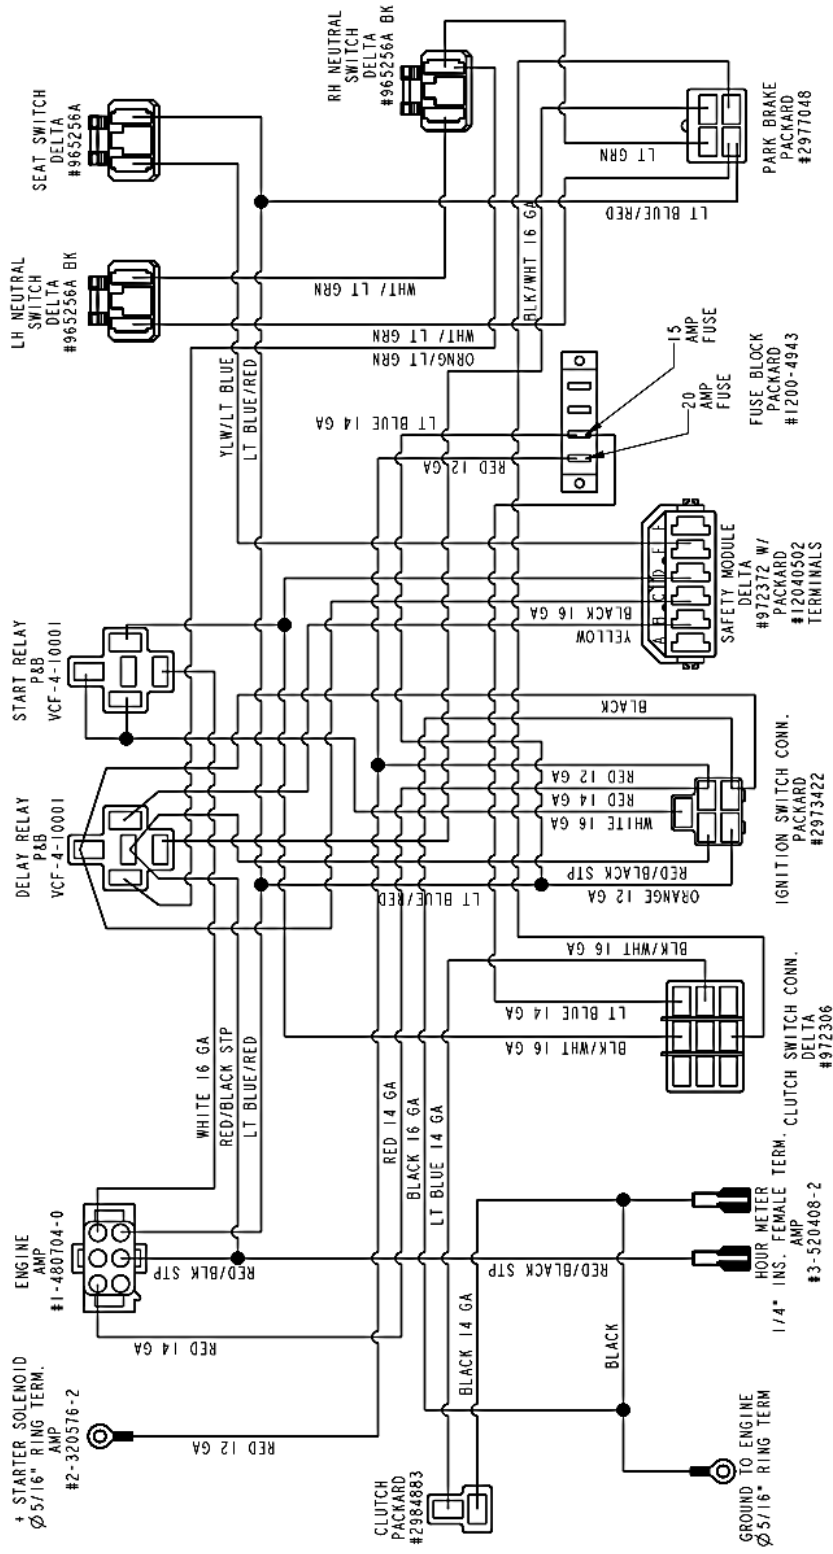 SEAT SWITCH
DELTA
#965256A
RH NEUTRAL
SWITCH
DELTA
#965256A BK
LH NEUTRAL
SWITCH
DELTA
#965256A BK
PARK BRAKE
PACKARD
#2977048
LT GRN
LT BLUE/RED
BLK/WHT 16 GA
WHT/ LT GRN
WHT/ LT GRN
ORNG/LT GRN
YLW/LT BLUE
LT BLUE/RED
LT BLUE 14 GA
RED 12 GA
15
AMP
FUSE
20
AMP
FUSE
FUSE BLOCK
PACKARD
#1200-4943
START RELAY
P&B
VCF-4-10001
BLACK 16 GA
YELLOW
A B C D E F
SAFETY MODULE
DELTA
#972372 W/
PACKARD
#12040502
TERMINALS
DELAY RELAY
P&B
VCF-4-10001
BLACK
RED 12 GA
RED 14 GA
WHITE 16 GA
RED/BLACK STP
ORANGE 12 GA
LT BLUE/RED
IGNITION SWITCH CONN.
PACKARD
#2973422
BLK/WHT 16 GA
LT BLUE 14 GA
BLK/WHT 16 GA
CLUTCH SWITCH CONN.
DELTA
#972306
WHITE 16 GA
RED/BLACK STP
LT BLUE/RED
RED 14 GA
BLACK 16 GA
LT BLUE 14 GA
ENGINE
AMP
#1-480704-0
RED/BLK STP
RED/BLACK STP
HOUR METER
1/4" INS. FEMALE TERM.
AMP
#3-520408-2
RED 14 GA
BLACK 14 GA
BLACK
+ STARTER SOLENOID
Ø5/16" RING TERM.
AMP
#2-320576-2
RED 12 GA
CLUTCH
PACKARD
#2984883
GROUND TO ENGINE
Ø5/16" RING TERM